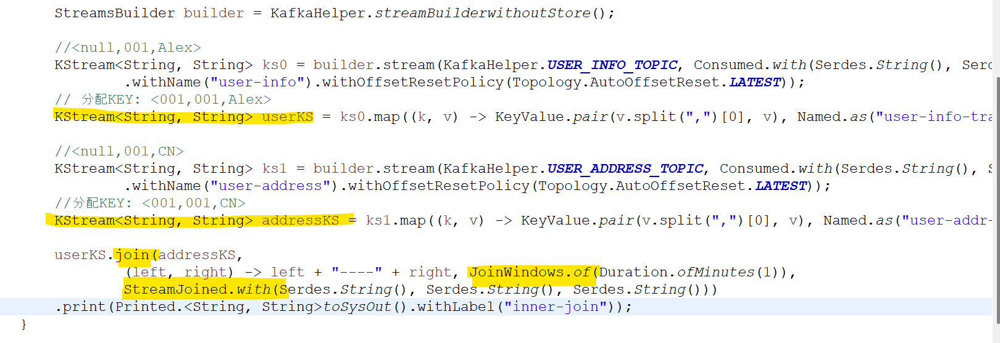 StreamsBuilder builder = KafkaHelper.streamBuilderwithoutStore();
//<null,001,Alex>
KStream<String, String> ks0 = builder.stream(KafkaHelper.USER_INFO_TOPIC, Consumed.with(Serdes.String(), Serd
.withName("user-info").withOffsetResetPolicy(Topology.AutoOffsetReset.LATEST));
// 分配KEY: <001,001,Alex>
KStream<String, String> userKS = ks0.map((k, v) -> KeyValue.pair(v.split(",")[0], v), Named.as("user-info-tra
//<null,001,CN>
KStream<String, String> ks1 = builder.stream(KafkaHelper.USER_ADDRESS_TOPIC, Consumed.with(Serdes.String(), S
.withName("user-address").withOffsetResetPolicy(Topology.AutoOffsetReset.LATEST));
//分配KEY: <001,001,CN>
KStream<String, String> addressKS = ks1.map((k, v) -> KeyValue.pair(v.split(",")[0], v), Named.as("user-addr-
userKS.join(addressKS,
(left, right) -> left + "----" + right, JoinWindows.of(Duration.ofMinutes(1)),
StreamJoined.with(Serdes.String(), Serdes.String(), Serdes.String()))
.print(Printed.<String, String>toSysOut().withLabel("inner-join"));
}